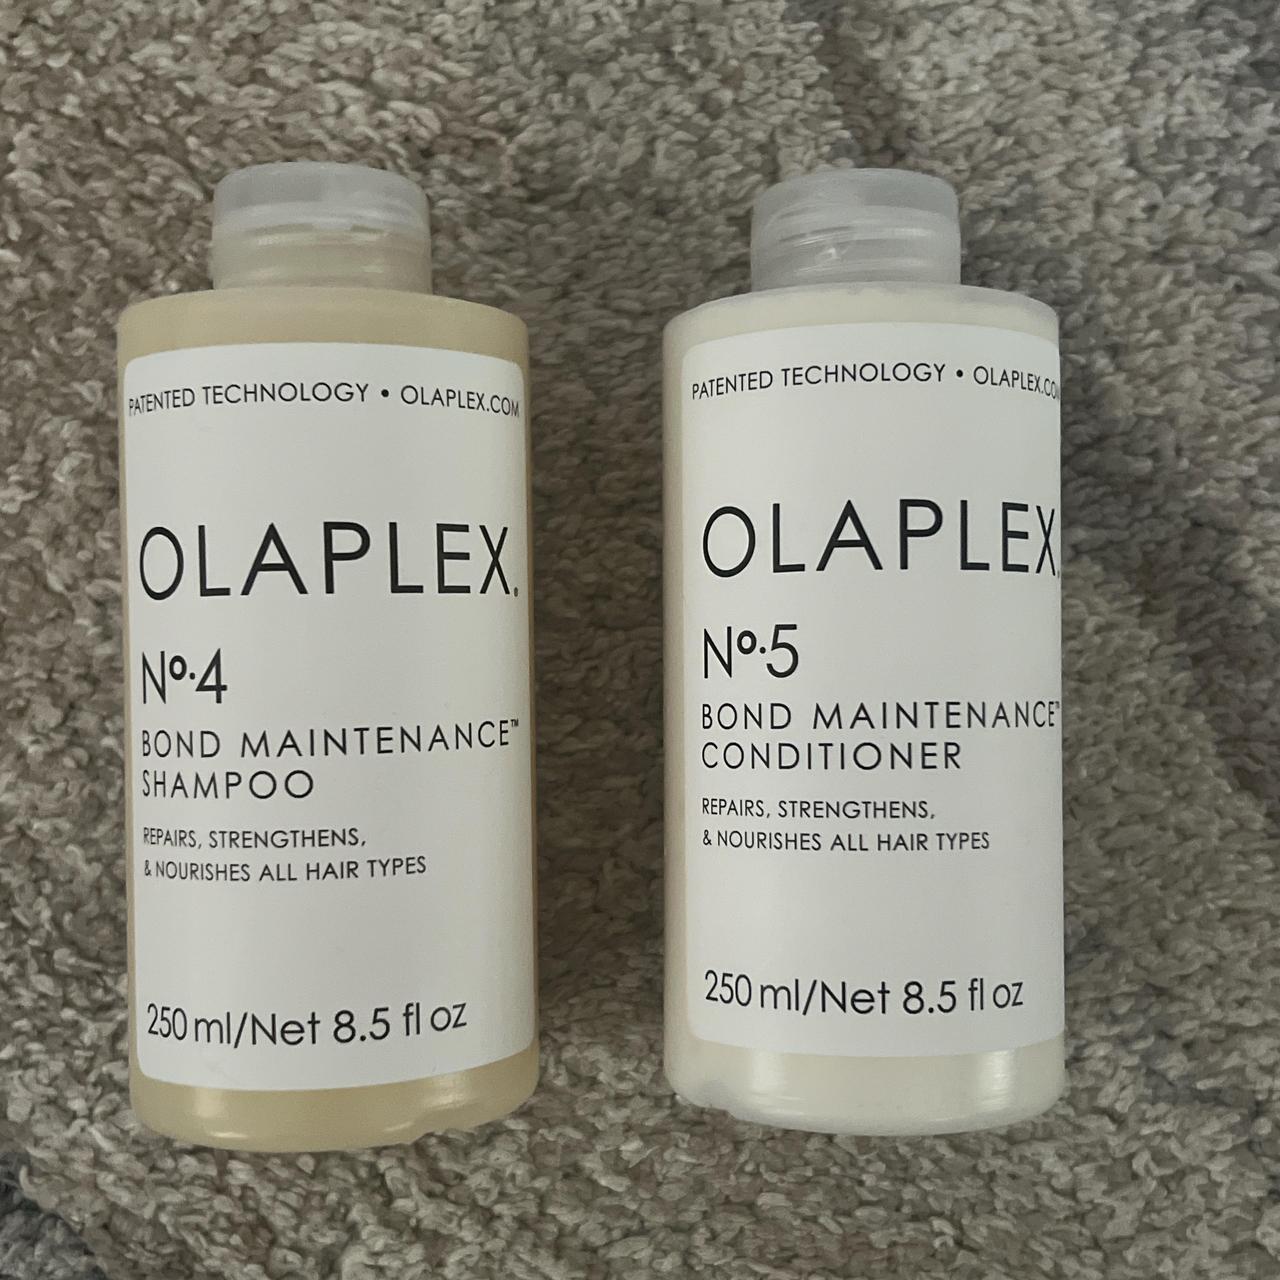 PATENTED TECHNOLOGY • OLAPLEX.COM
OLAPLEX®
Nº.4
BOND MAINTENANCE™
SHAMPOO
REPAIRS, STRENGTHENS,
& NOURISHES ALL HAIR TYPES
250 ml/Net 8.5 fl oz
PATENTED TECHNOLOGY • OLAPLEX.CO
OLAPLEX
Nº.5
BOND MAINTENANCE™
CONDITIONER
REPAIRS, STRENGTHENS,
& NOURISHES ALL HAIR TYPES
250 ml/Net 8.5 fl oz